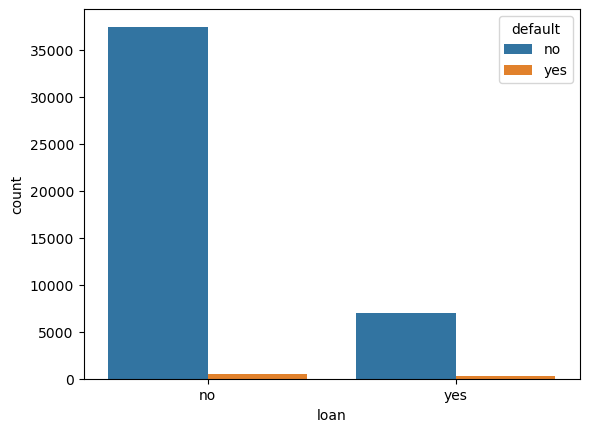 default
no
yes
35000
30000
25000
20000
15000
10000
5000
0
count
no
yes
loan